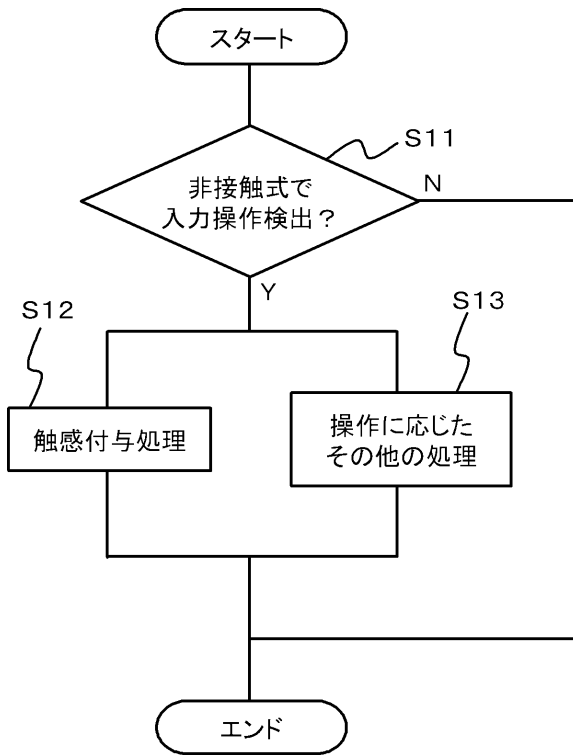 スタート
S11
非接触式で
入力操作検出？
N
Y
S12
S13
触感付与処理
操作に応じた
その他の処理
エンド